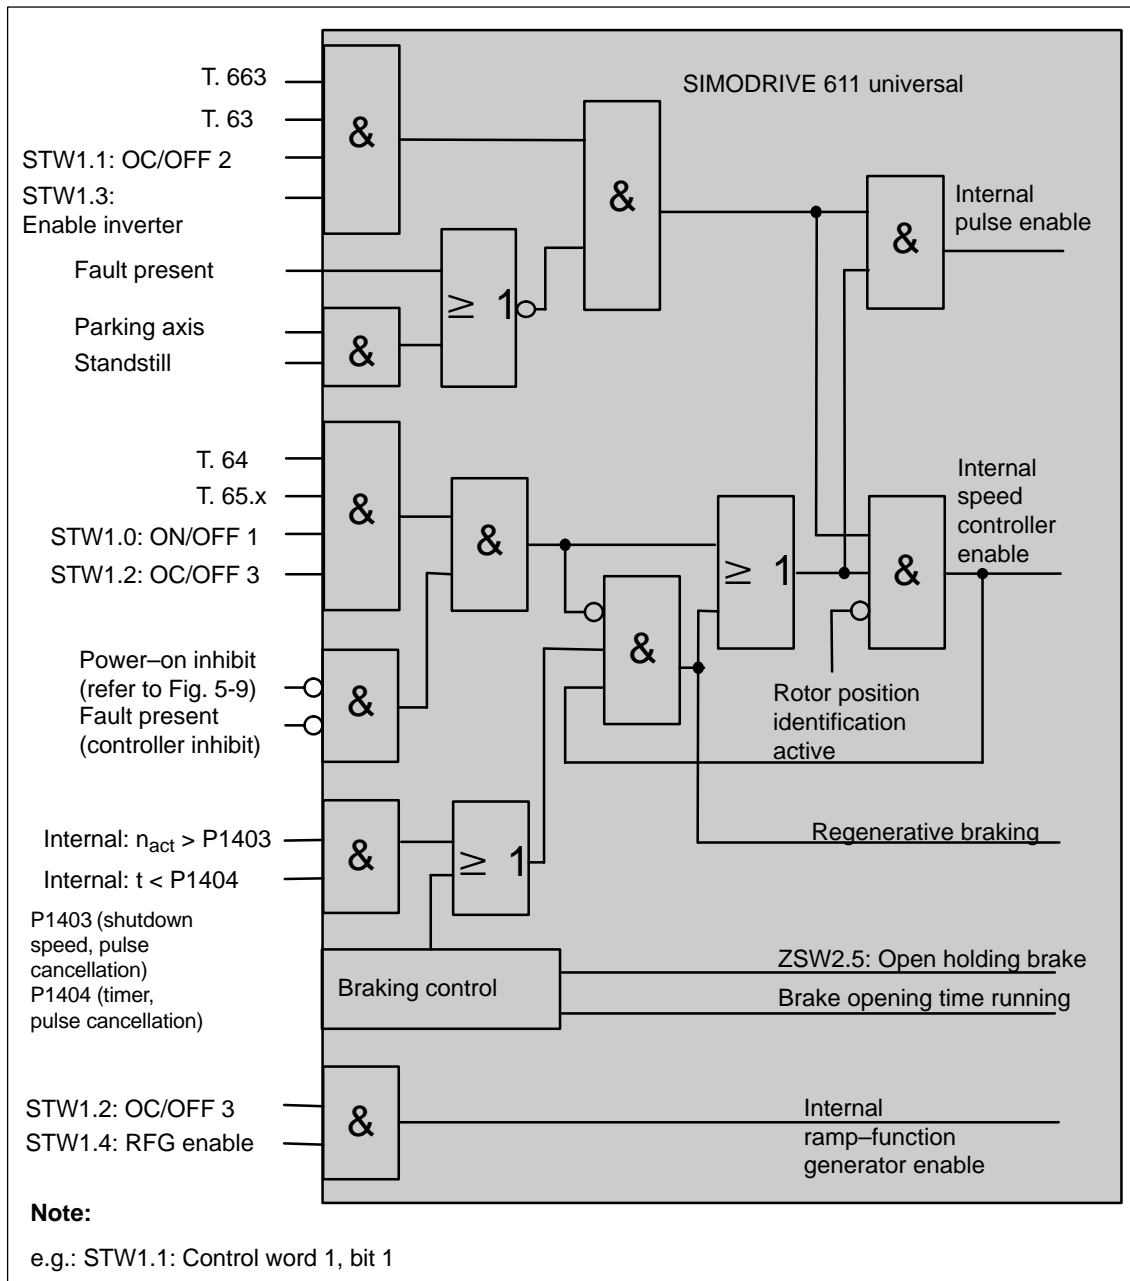 SIMODRIVE 611 universal
T. 663
T. 63
STW1.1: OC/OFF 2
STW1.3:
Enable inverter
&
&
&
Internal
pulse enable
Fault present
≥ 1
Parking axis
Standstill
&
T. 64
T. 65.x
STW1.0: ON/OFF 1
STW1.2: OC/OFF 3
&
&
≥ 1
&
&
Internal
speed
controller
enable
Power–on inhibit
(refer to Fig. 5-9)
Fault present
(controller inhibit)
&
Rotor position
identification
active
Internal: nact > P1403
Internal: t < P1404
&
≥ 1
Regenerative braking
P1403 (shutdown
speed, pulse
cancellation)
P1404 (timer,
pulse cancellation)
Braking control
ZSW2.5: Open holding brake
Brake opening time running
STW1.2: OC/OFF 3
STW1.4: RFG enable
&
Internal
ramp–function
generator enable
Note:
e.g.: STW1.1: Control word 1, bit 1